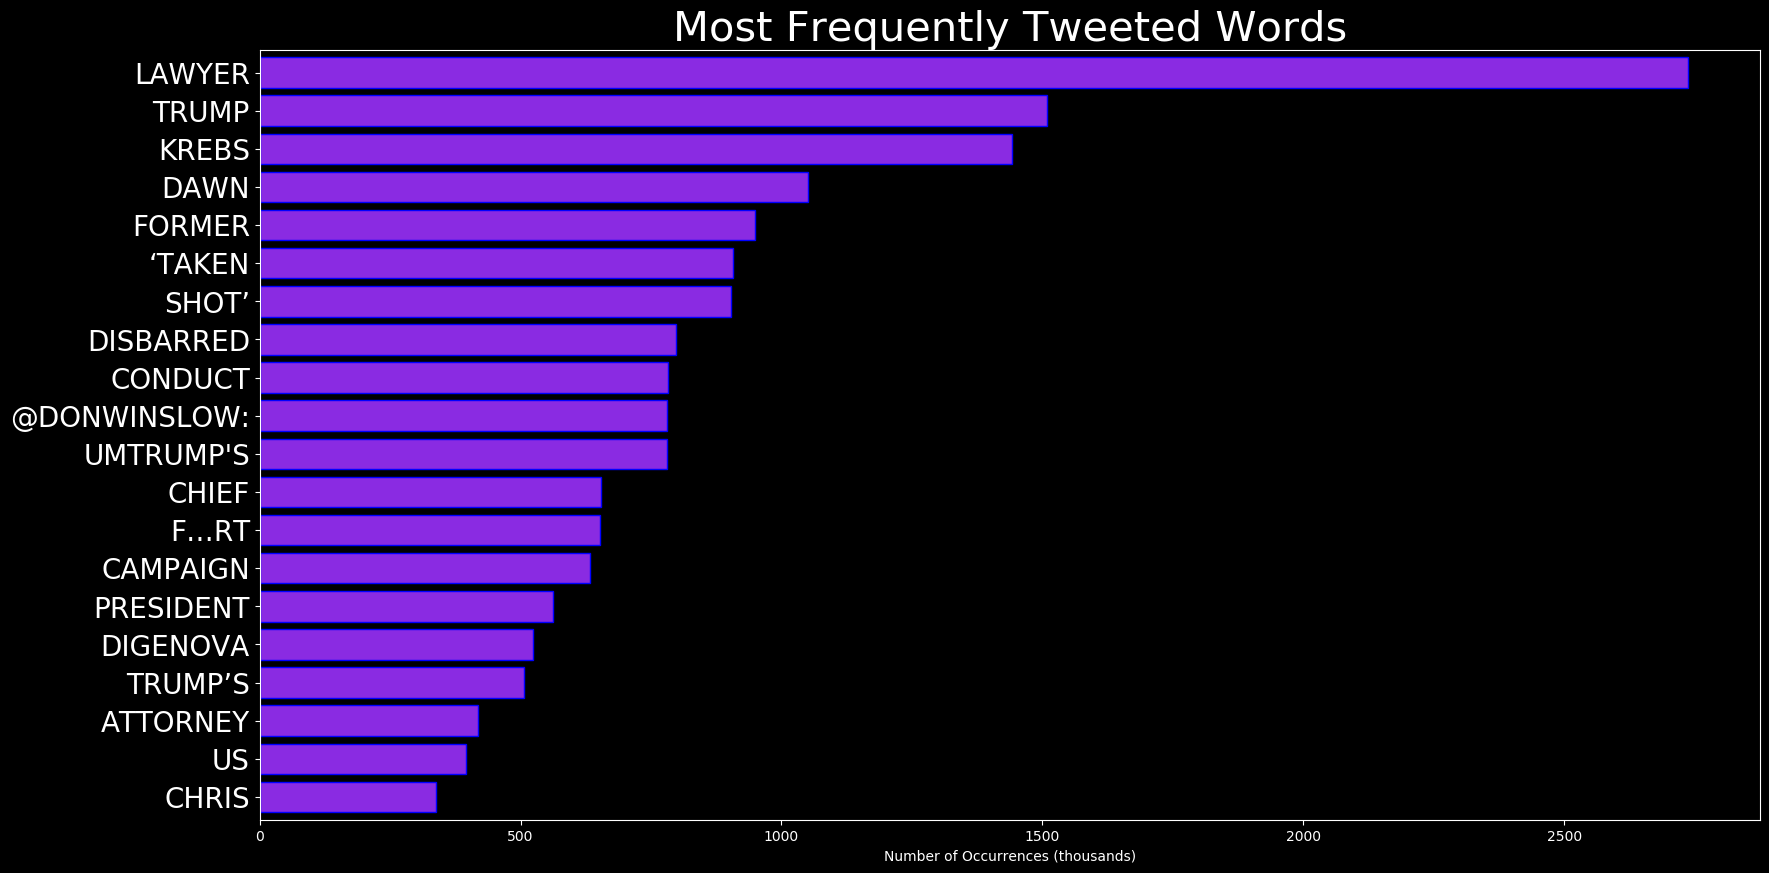 Most Frequently Tweeted Words
LAWYER
TRUMP
KREBS
DAWN
FORMER
‘TAKEN
SHOT’
DISBARRED
CONDUCT
@DONWINSLOW:
UMTRUMP'S
CHIEF
F…RT
CAMPAIGN
PRESIDENT
DIGENOVA
TRUMP’S
ATTORNEY
US
CHRIS
0 500 1000 1500 2000 2500
Number of Occurrences (thousands)